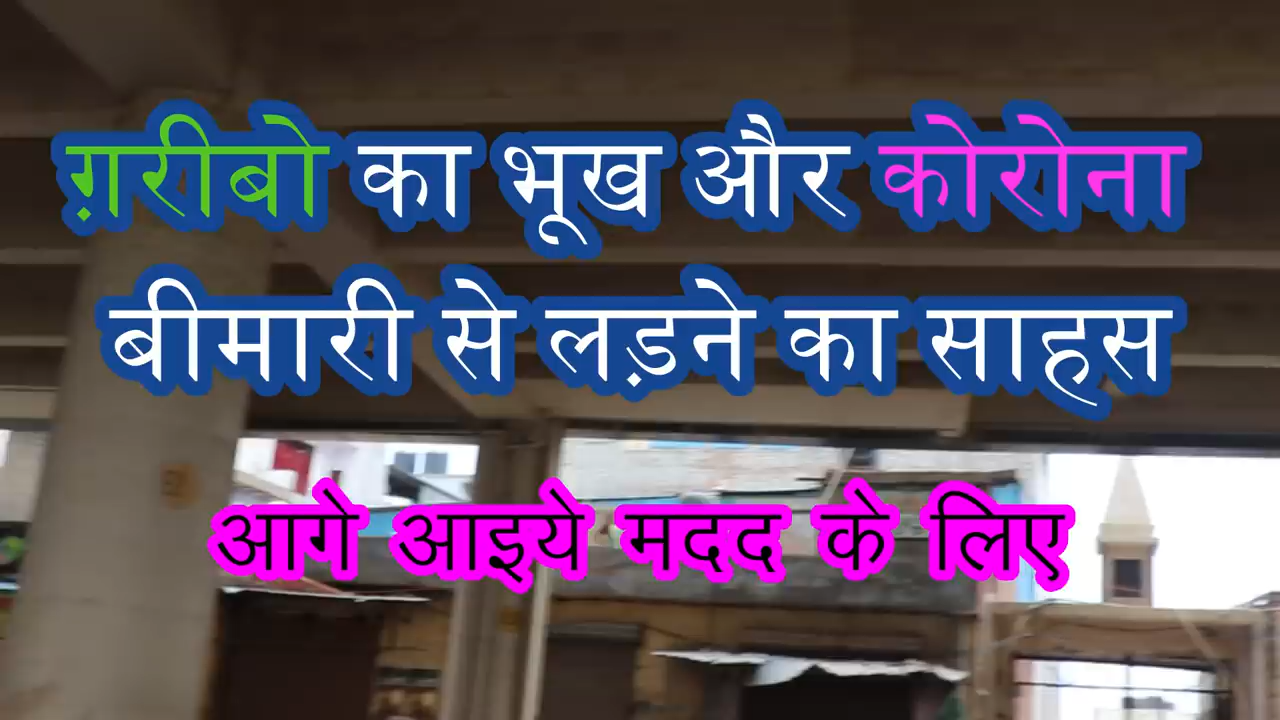 ग़रीबो का भूख और कोरोना
बीमारी से लड़ने का साहस
आगे आइये मदद के लिए